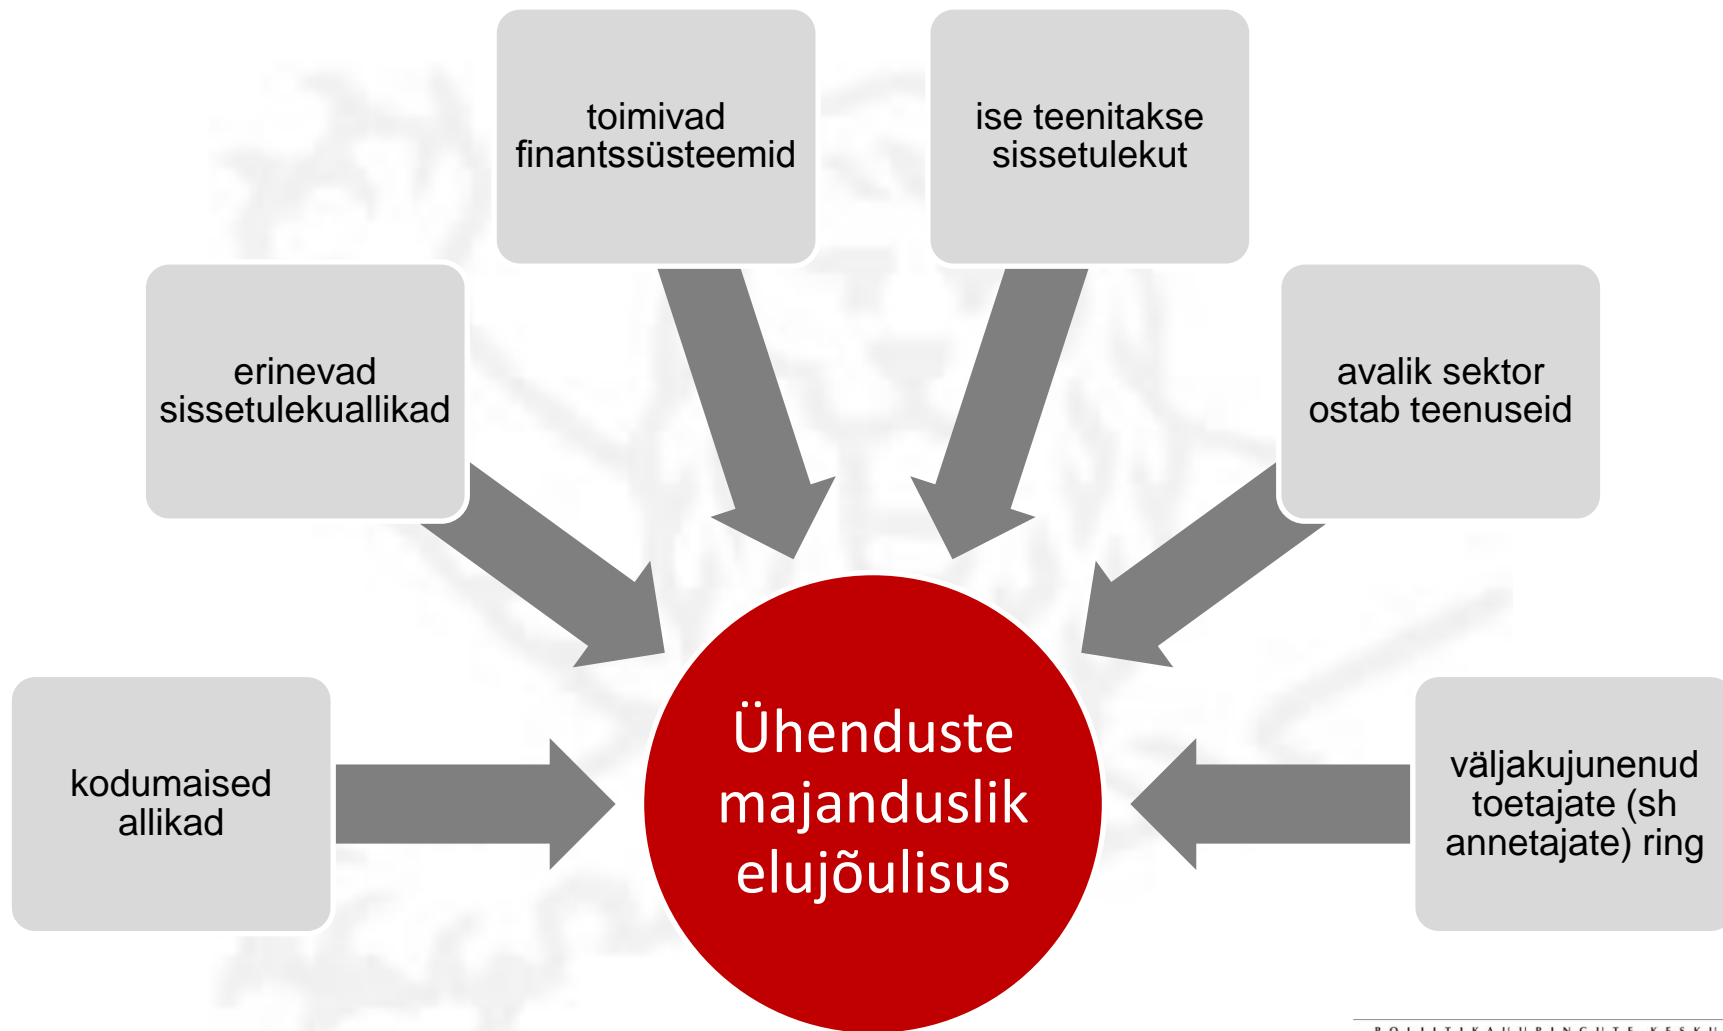 toimivad
finantssüsteemid
ise teenitakse
sissetulekut
erinevad
sissetulekuallikad
avalik sektor
ostab teenuseid
kodumaised
allikad
Ühenduste
majanduslik
elujõulisus
väljakujunenud
toetajate (sh
annetajate) ring